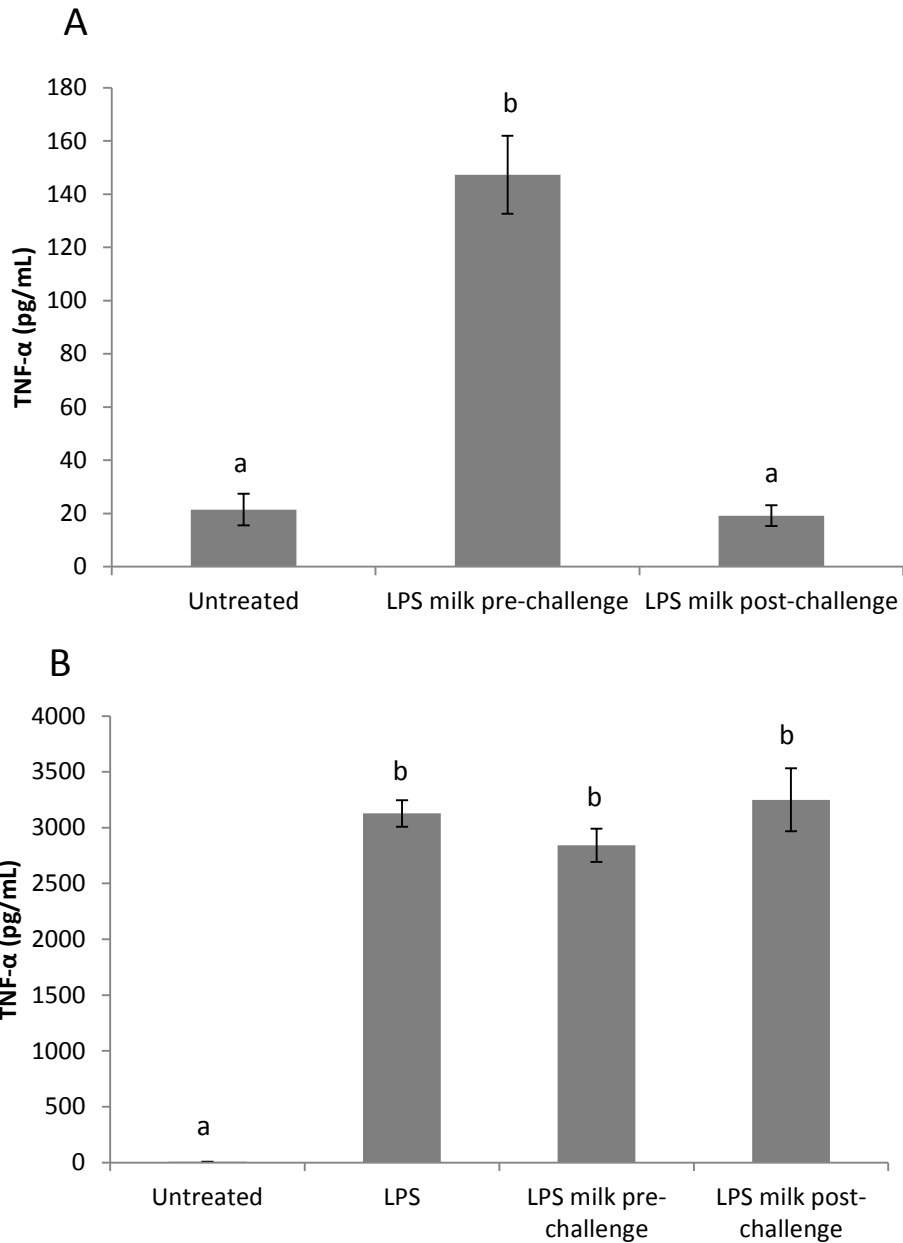 A
180
160
140
120
100
80
60
40
20
0
TNF-α (pg/mL)
a
b
a
Untreated
LPS milk pre-challenge
LPS milk post-challenge
B
4000
3500
3000
2500
2000
1500
1000
500
0
TNF-α (pg/mL)
a
b
b
b
Untreated
LPS
LPS milk pre-
challenge
LPS milk post-
challenge